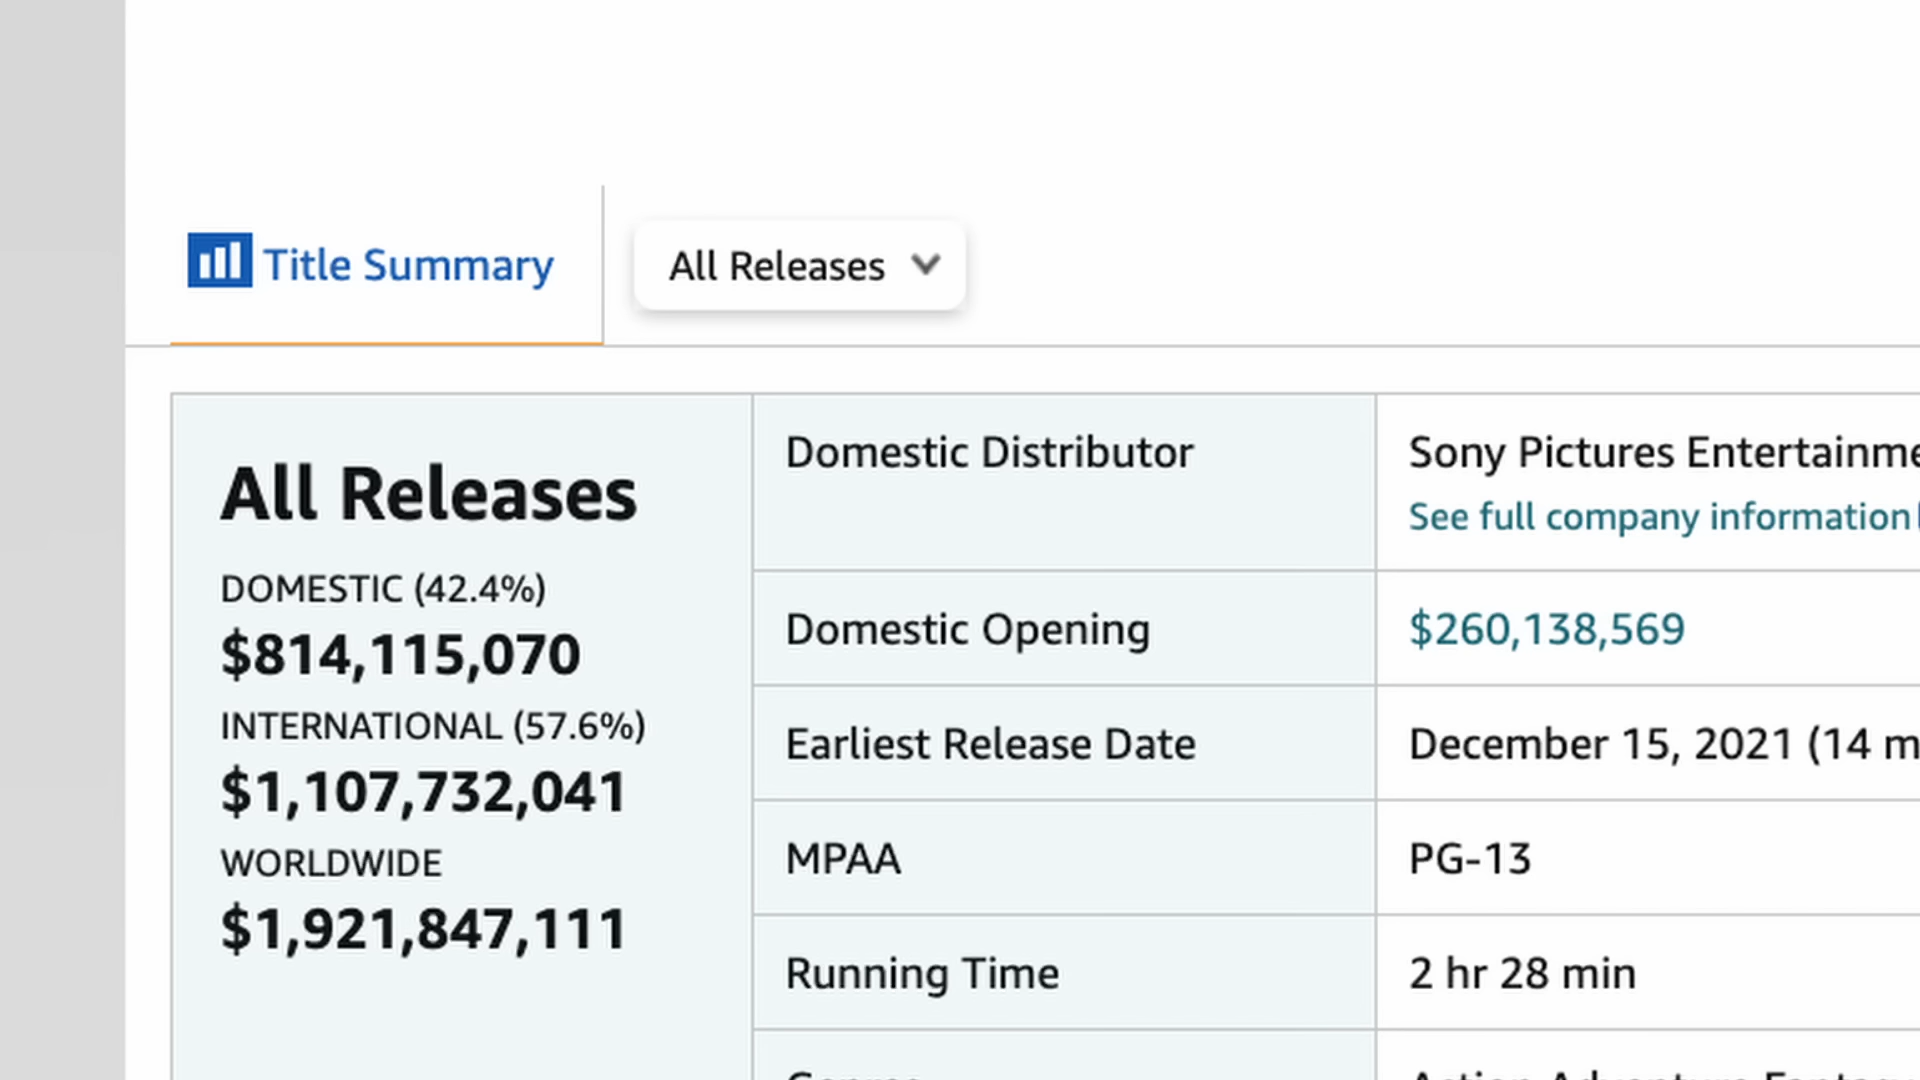 Title Summary
All Releases
All Releases
DOMESTIC (42.4%)
$814,115,070
INTERNATIONAL (57.6%)
$1,107,732,041
WORLDWIDE
$1,921,847,111
Domestic Distributor
Sony Pictures
See full company information
Domestic Opening
$260,138,569
Earliest Release Date
December 15, 2021 (14
MPAA
PG-13
Running Time
2 hr 28 min